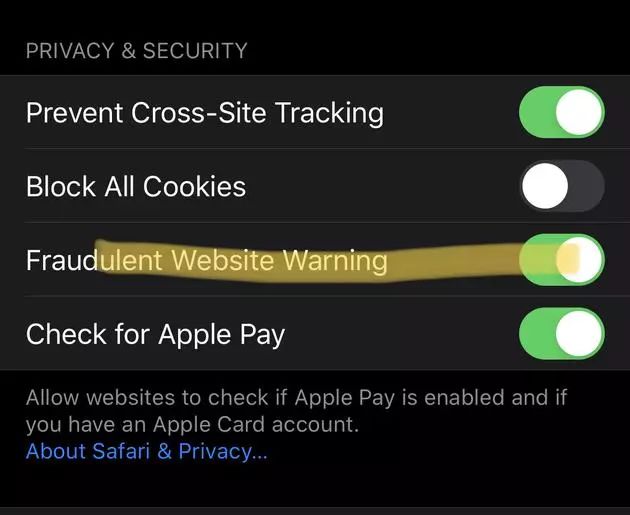 PRIVACY & SECURITY
Prevent Cross-Site Tracking
Block All Cookies
Fraudulent Website Warning
Check for Apple Pay
Allow websites to check if Apple Pay is enabled and if
you have an Apple Card account.
About Safari & Privacy...